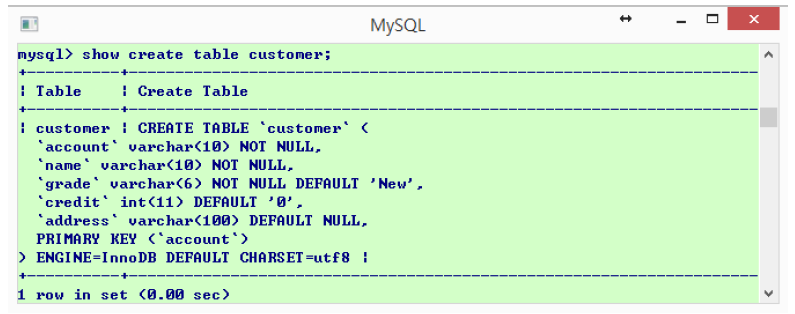 MySQL
mysql> show create table customer;
+----------+---------------------------------------------------------------------
| Table    | Create Table
+----------+---------------------------------------------------------------------
| customer | CREATE TABLE `customer` (
  `account` varchar(10) NOT NULL,
  `name` varchar(10) NOT NULL,
  `grade` varchar(6) NOT NULL DEFAULT 'New',
  `credit` int(11) DEFAULT '0',
  `address` varchar(100) DEFAULT NULL,
  PRIMARY KEY (`account`)
) ENGINE=InnoDB DEFAULT CHARSET=utf8 |
+----------+---------------------------------------------------------------------
1 row in set (0.00 sec)